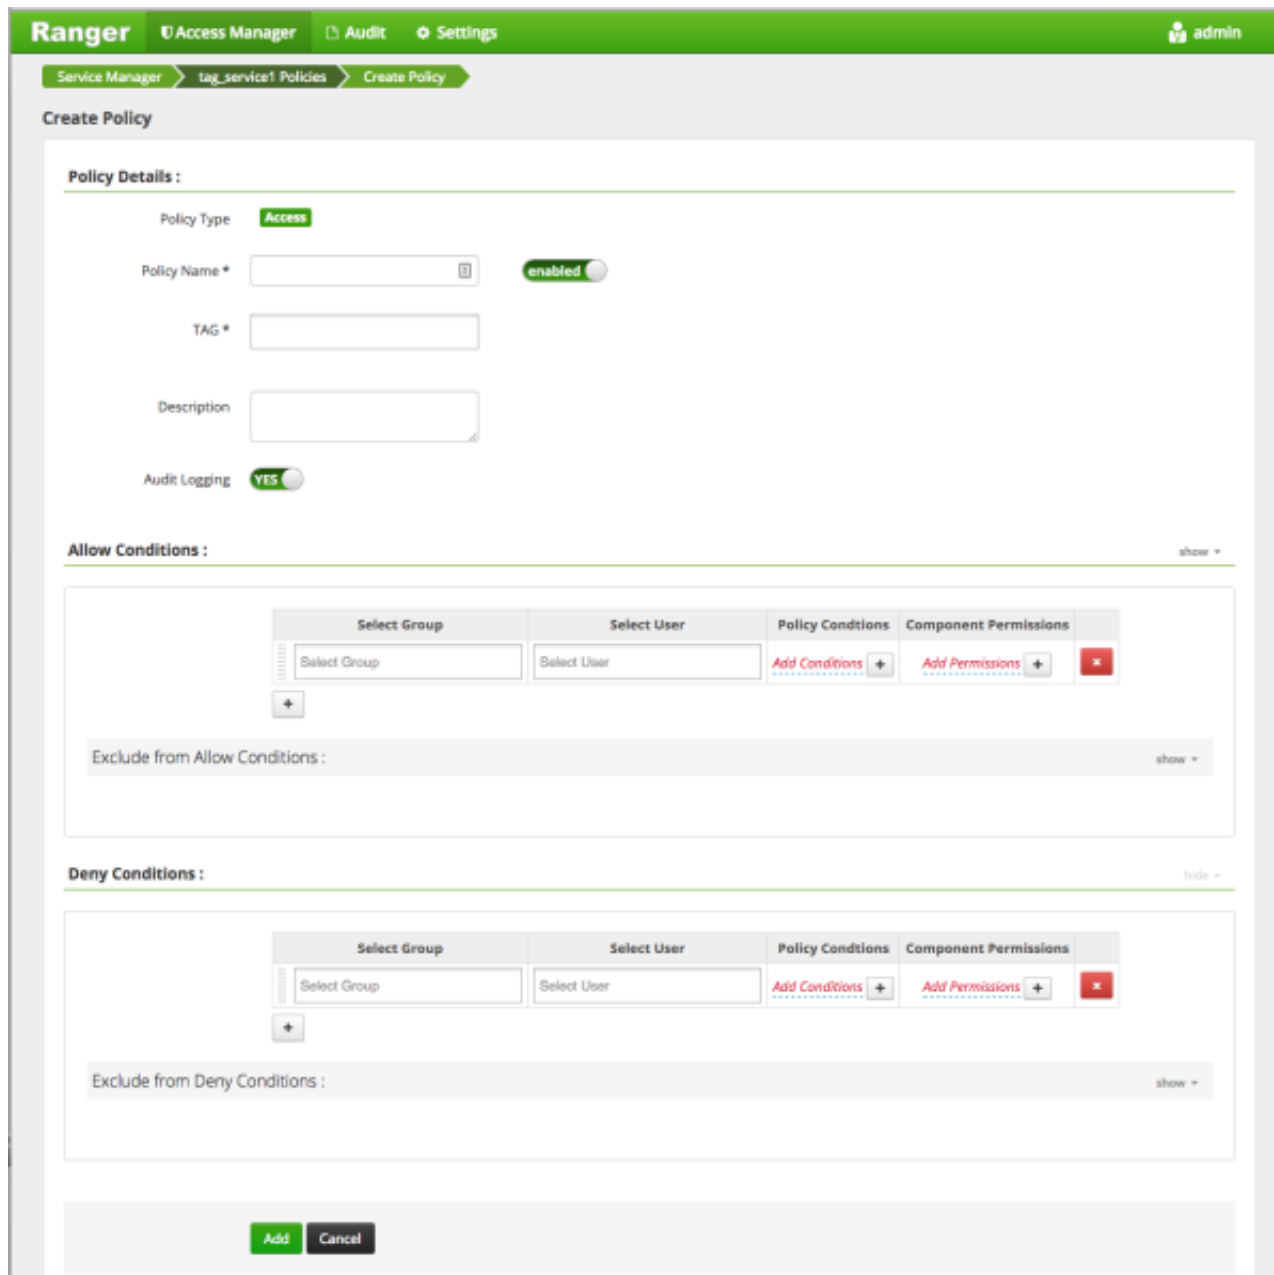 Ranger Access Manager Audit Settings admin
Service Manager tag_service1 Policies Create Policy
Create Policy
Policy Details :
Policy Type Access
Policy Name * enabled
TAG *
Description
Audit Logging YES
Allow Conditions : show
Select Group Select User Policy Condtions Component Permissions
Select Group Select User Add Conditions + Add Permissions + x
+
Exclude from Allow Conditions : show
Deny Conditions : hide
Select Group Select User Policy Condtions Component Permissions
Select Group Select User Add Conditions + Add Permissions + x
+
Exclude from Deny Conditions : show
Add Cancel